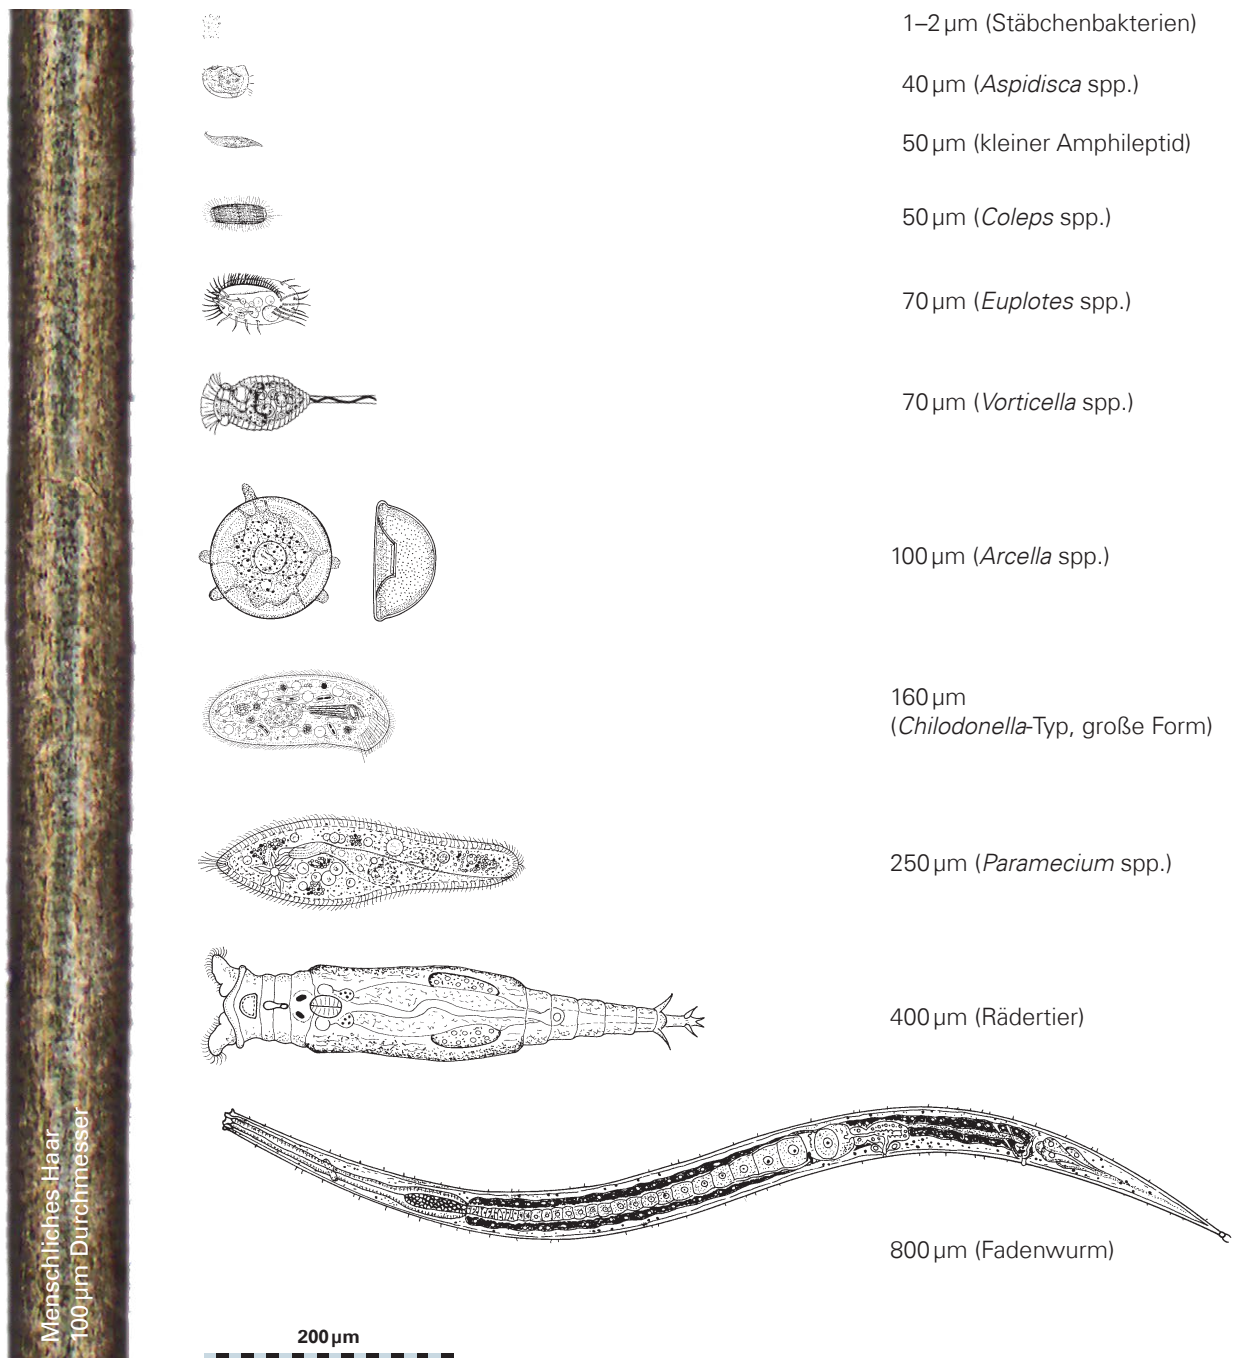 1–2 µm (Stäbchenbakterien)
40 µm (Aspidisca spp.)
50 µm (kleiner Amphileptid)
50 µm (Coleps spp.)
70 µm (Euplotes spp.)
70 µm (Vorticella spp.)
100 µm (Arcella spp.)
160 µm
(Chilodonella-Typ, große Form)
250 µm (Paramecium spp.)
400 µm (Rädertier)
800 µm (Fadenwurm)
Menschliches Haar
100 µm Durchmesser
200 µm